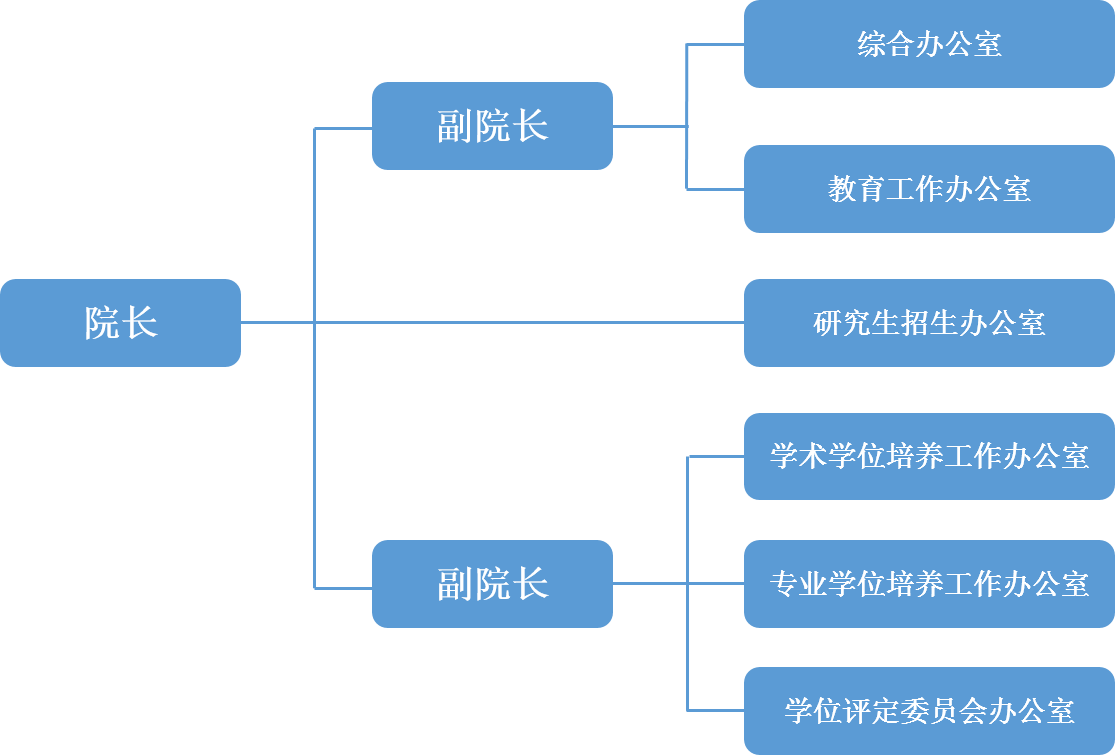 综合办公室
副院长
教育工作办公室
院长
研究生招生办公室
学术学位培养工作办公室
副院长
专业学位培养工作办公室
学位评定委员会办公室